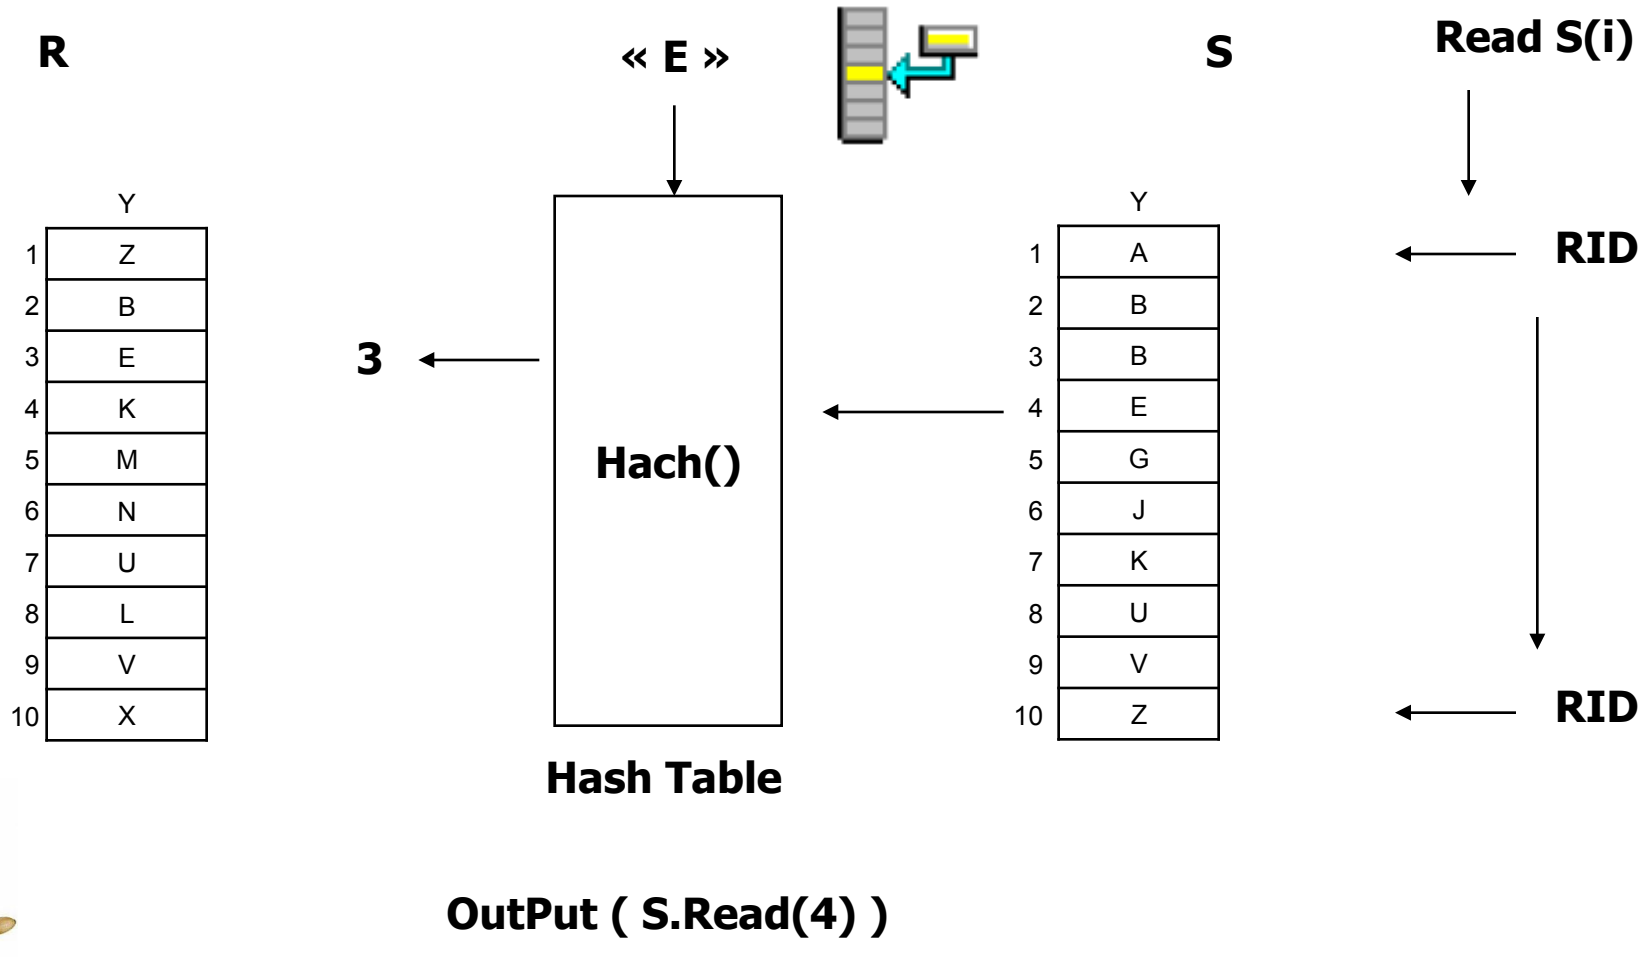 R
« E »
S
Read S(i)
Y
1 Z
2 B
3 E
4 K
5 M
6 N
7 U
8 L
9 V
10 X
3
Hach()
Hash Table
Y
1 A
2 B
3 B
4 E
5 G
6 J
7 K
8 U
9 V
10 Z
RID
RID
OutPut ( S.Read(4) )